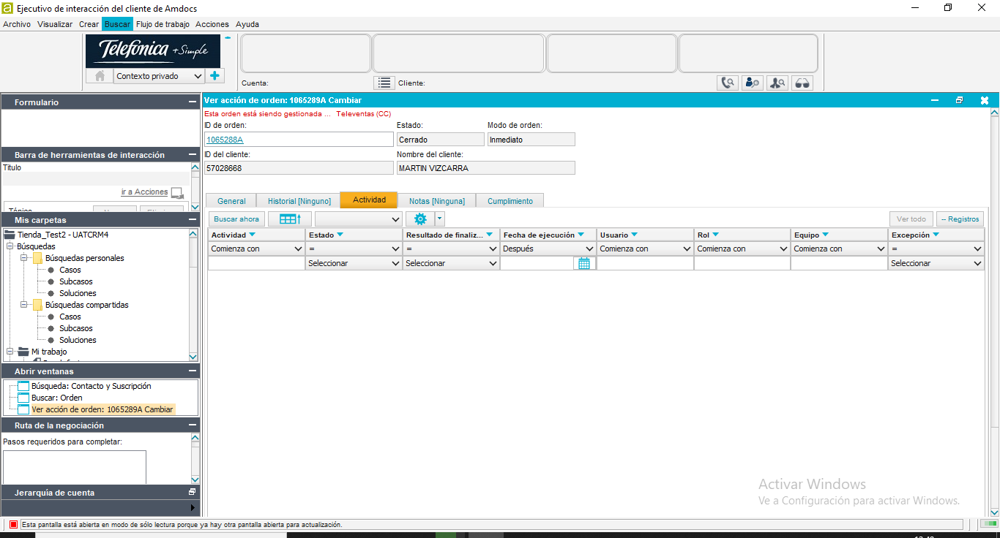 Ejecutivo de interacción del cliente de Amdocs
Archivo Visualizar Crear Buscar Flujo de trabajo Acciones Ayuda
Telefónica +Simple
Contexto privado
Cuenta: Cliente:
Formulario
Barra de herramientas de interacción
Título
ir a Acciones
Mis carpetas
Tienda_Test2 - UATCRM4
Búsquedas
Búsquedas personales
Casos
Subcasos
Soluciones
Búsquedas compartidas
Casos
Subcasos
Soluciones
Mi trabajo
Abrir ventanas
Búsqueda: Contacto y Suscripción
Buscar: Orden
Ver acción de orden: 1065289A Cambiar
Ruta de la negociación
Pasos requeridos para completar:
Jerarquía de cuenta
Ver acción de orden: 1065289A Cambiar
Esta orden está siendo gestionada ... Televentas (CC)
ID de orden: Estado: Modo de orden:
1065288A Cerrado Inmediato
ID del cliente: Nombre del cliente:
57028668 MARTIN VIZCARRA
General Historial [Ninguno] Actividad Notas [Ninguna] Cumplimiento
Buscar ahora Ver todo -- Registros
Actividad Estado Resultado de finaliz... Fecha de ejecución Usuario Rol Equipo Excepción
Comienza con = = Después Comienza con Comienza con Comienza con =
Seleccionar Seleccionar Seleccionar
Activar Windows
Ve a Configuración para activar Windows.
Esta pantalla está abierta en modo de sólo lectura porque ya hay otra pantalla abierta para actualización.